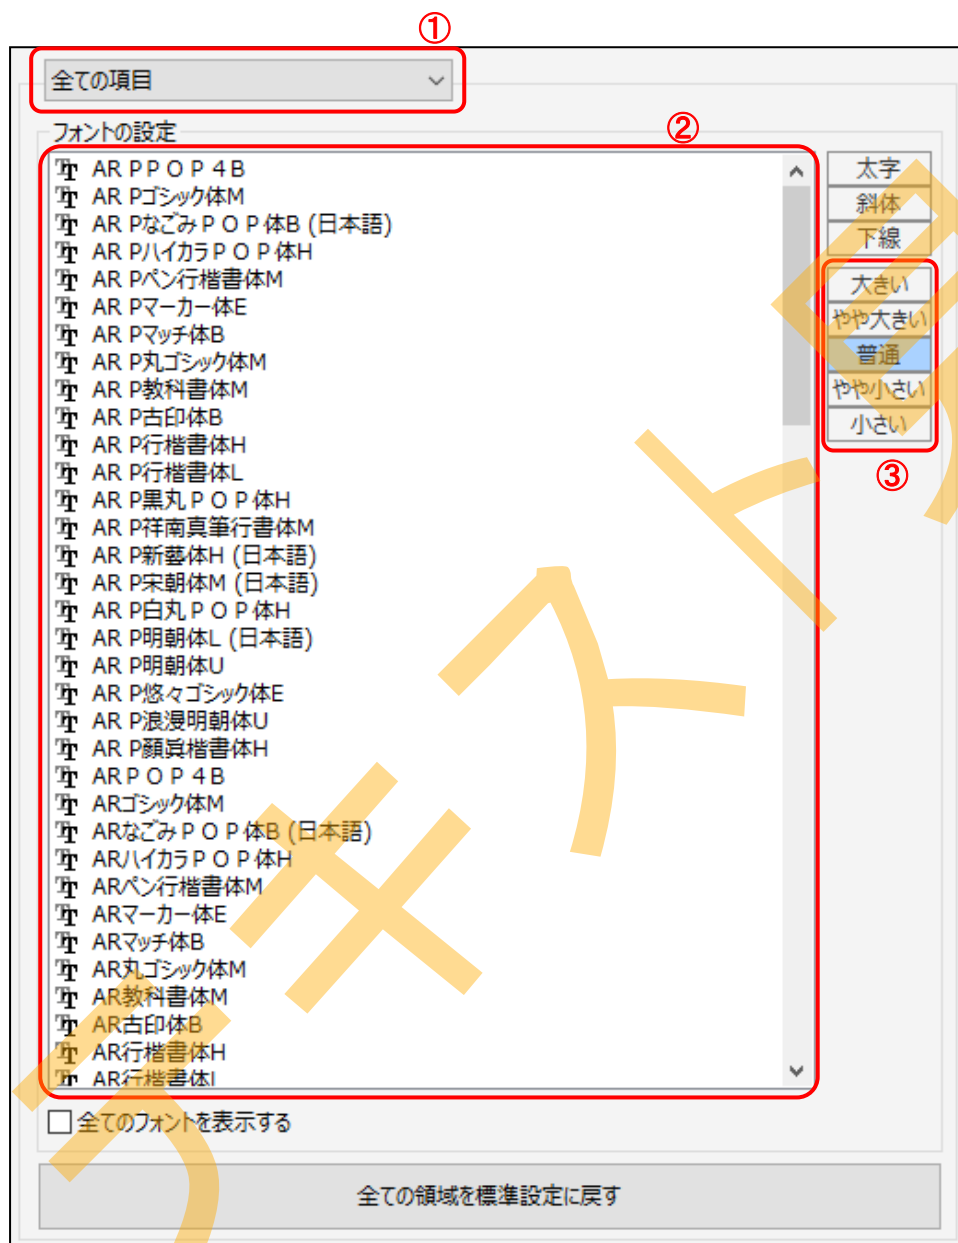 ①
全ての項目
フォントの設定
②
AR PPOP4B
AR Pゴシック体M
AR PなごみPOP体B (日本語)
AR PハイカラPOP体H
AR Pペン行楷書体M
AR Pマーカー体E
AR Pマッチ体B
AR P丸ゴシック体M
AR P教科書体M
AR P古印体B
AR P行楷書体H
AR P行楷書体L
AR P黒丸POP体H
AR P祥南真筆行書体M
AR P新藝体H (日本語)
AR P宋朝体M (日本語)
AR P白丸POP体H
AR P明朝体L (日本語)
AR P明朝体U
AR P悠々ゴシック体E
AR P浪漫明朝体U
AR P顏眞楷書体H
ARPOP4B
ARゴシック体M
ARなごみPOP体B (日本語)
ARハイカラPOP体H
ARペン行楷書体M
ARマーカー体E
ARマッチ体B
AR丸ゴシック体M
AR教科書体M
AR古印体B
AR行楷書体H
AR行楷書体L
太字
斜体
下線
大きい
やや大きい
普通
やや小さい
小さい
③
全てのフォントを表示する
全ての領域を標準設定に戻す